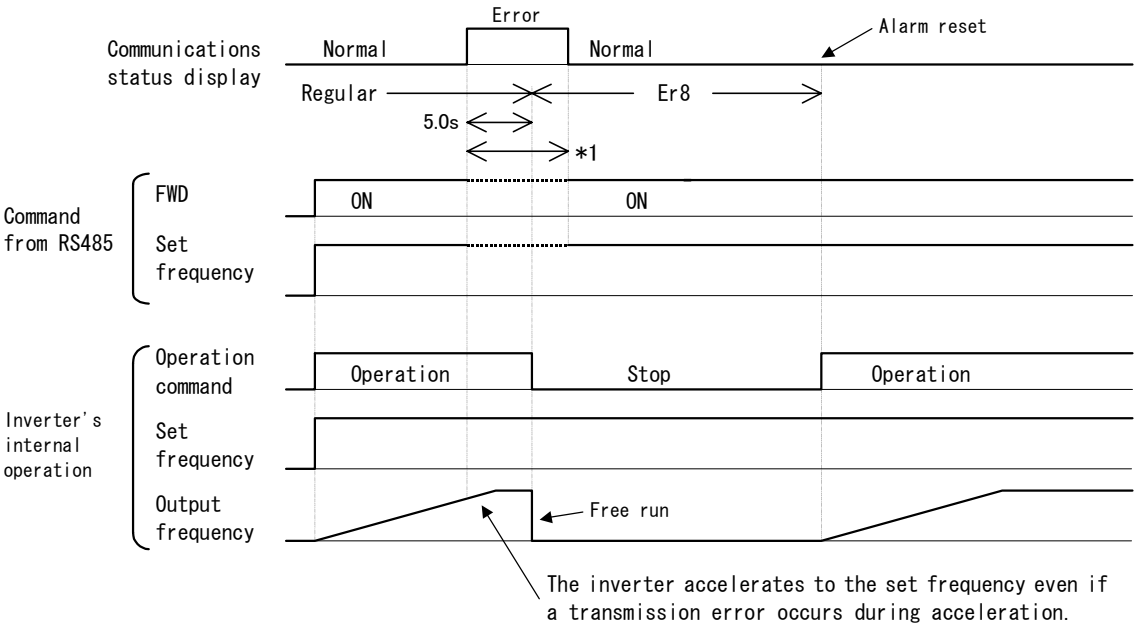 Error
Alarm reset
Communications
status display
Normal
Normal
Regular
Er8
5.0s
*1
Command
from RS485
FWD
ON
ON
Set
frequency
Inverter's
internal
operation
Operation
command
Operation
Stop
Operation
Set
frequency
Output
frequency
Free run
The inverter accelerates to the set frequency even if
a transmission error occurs during acceleration.